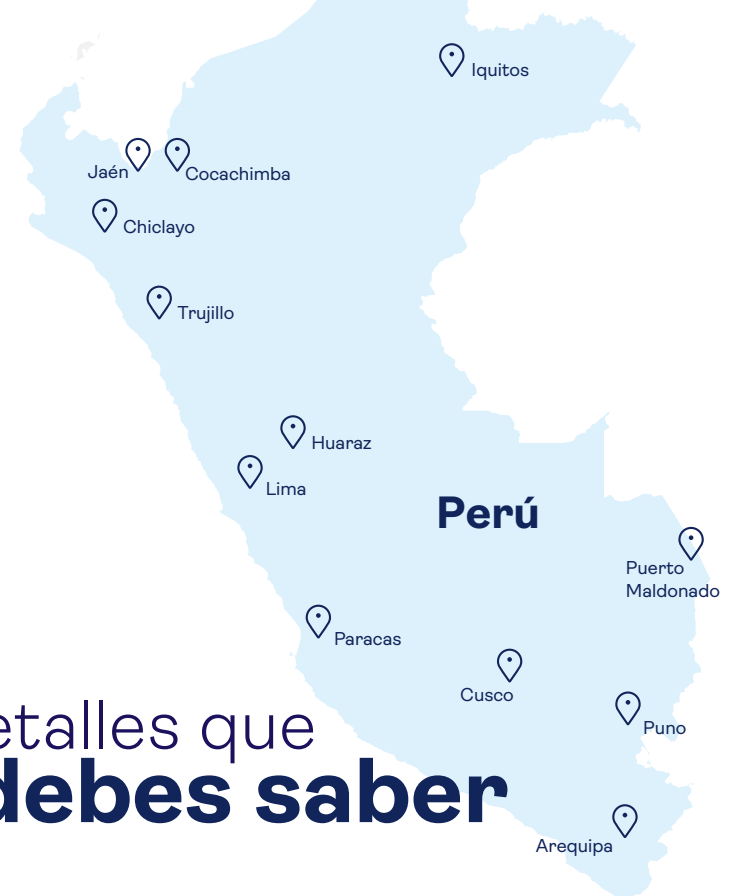 Iquitos
Jaén
Cocachimba
Chiclayo
Trujillo
Huaraz
Lima
Perú
Puerto
Maldonado
Paracas
Cusco
Puno
etalles que
debes saber
Arequipa